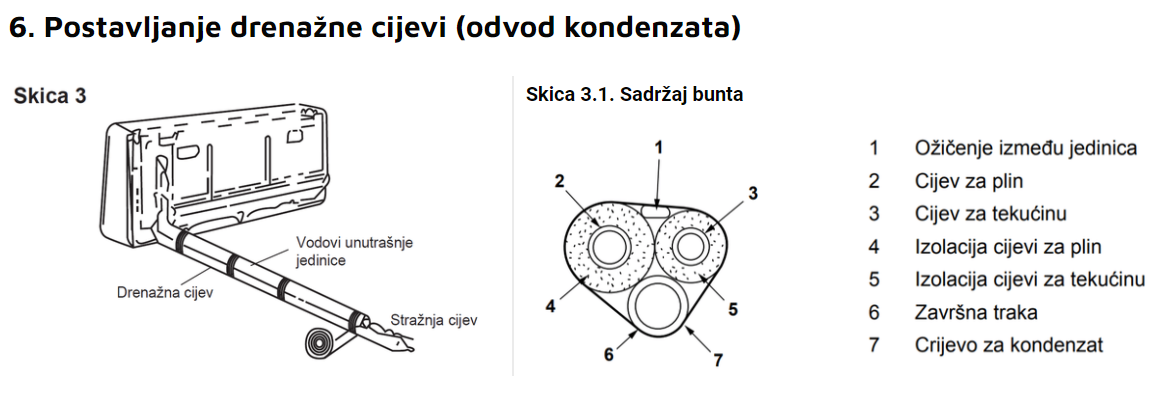 6. Postavljanje drenažne cijevi (odvod kondenzata)
Skica 3
Vodovi unutrašnje
jedinice
Drenažna cijev
Stražnja cijev
Skica 3.1. Sadržaj bunta
1
2
3
4
5
6
7
1 Ožičenje između jedinica
2 Cijev za plin
3 Cijev za tekućinu
4 Izolacija cijevi za plin
5 Izolacija cijevi za tekućinu
6 Završna traka
7 Crijevo za kondenzat